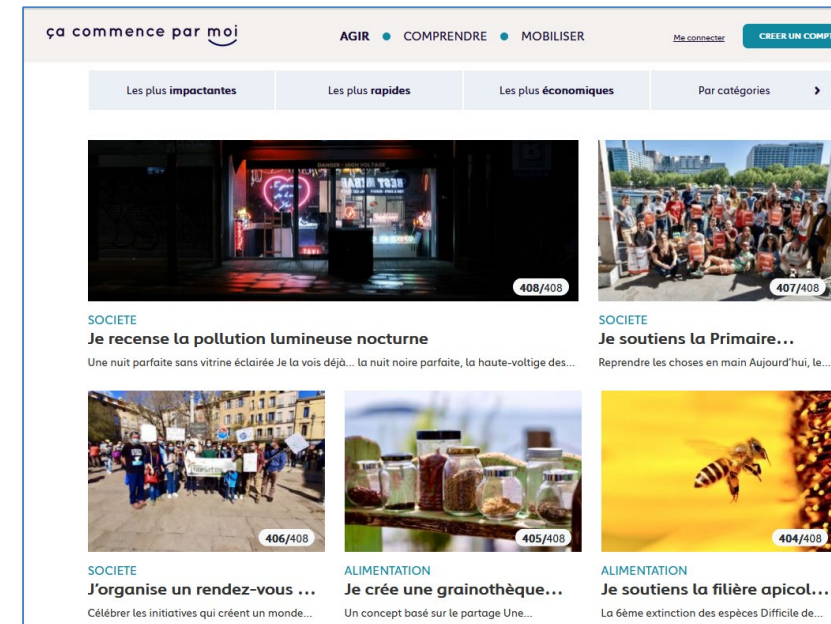 ça commence par moi
AGIR ● COMPRENDRE ● MOBILISER
Me connecter
CREER UN COMPT
Les plus impactantes
Les plus rapides
Les plus économiques
Par catégories
DANGER - HIGH VOLTAGE
408/408
407/408
SOCIETE
Je recense la pollution lumineuse nocturne
Une nuit parfaite sans vitrine éclairée Je la vois déjà... la nuit noire parfaite, la haute-voltige des...
SOCIETE
Je soutiens la Primaire...
Reprendre les choses en main Aujourd'hui, le...
406/408
405/408
404/408
SOCIETE
J'organise un rendez-vous ...
Célébrer les initiatives qui créent un monde...
ALIMENTATION
Je crée une grainothèque...
Un concept basé sur le partage Une...
ALIMENTATION
Je soutiens la filière apicol...
La 6ème extinction des espèces Difficile de...